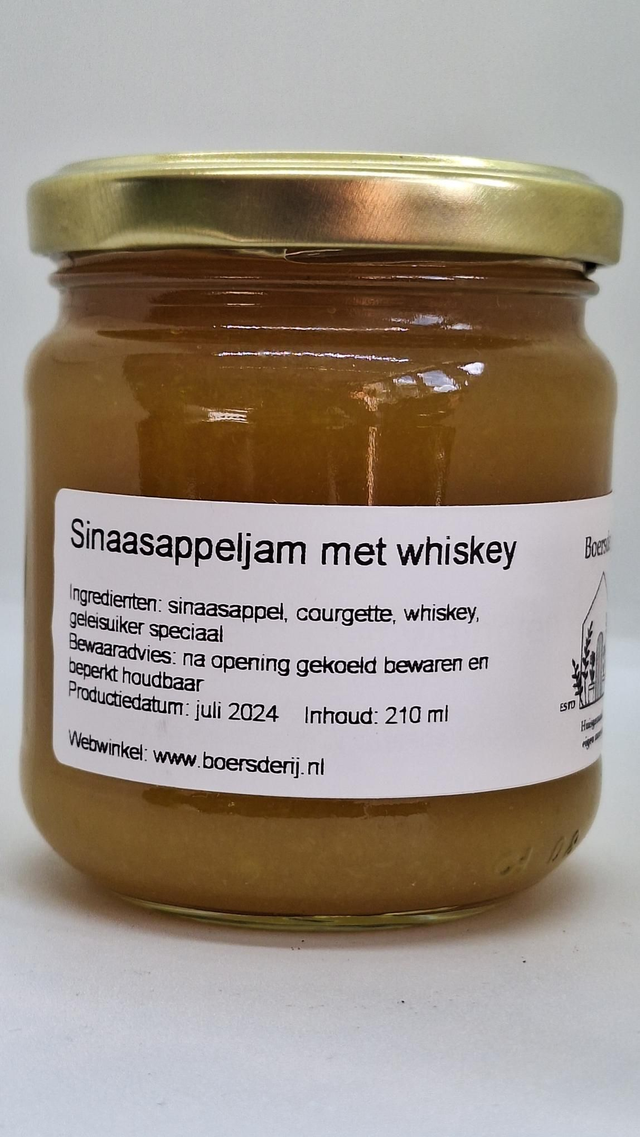 Sinaasappeljam met whiskey
Ingredienten: sinaasappel, courgette, whiskey,
geleisuiker speciaal
Bewaaradvies: na opening gekoeld bewaren en
beperkt houdbaar
Productiedatum: juli 2024 Inhoud: 210 ml
Webwinkel: www.boersderij.nl
ESTD